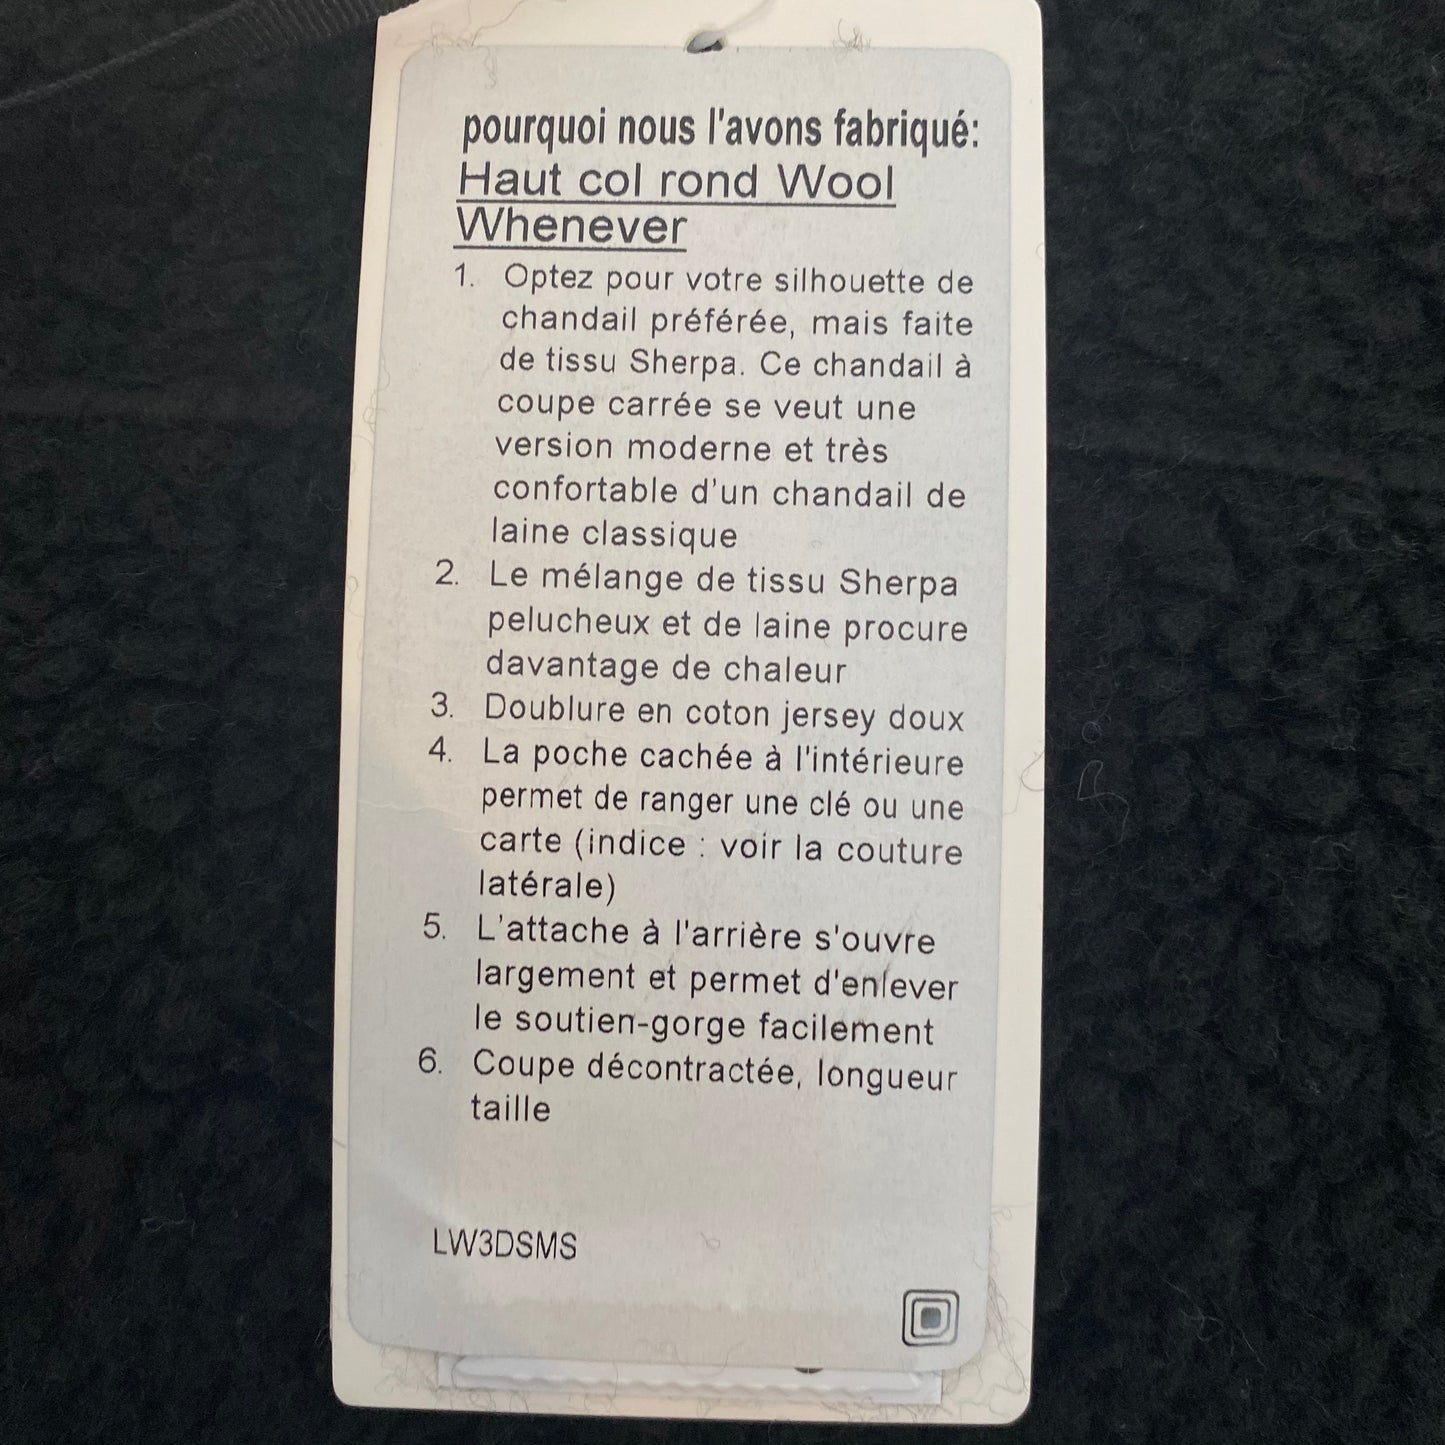 pourquoi nous l'avons fabriqué:
Haut col rond Wool
Whenever
1. Optez pour votre silhouette de
chandail préférée, mais faite
de tissu Sherpa. Ce chandail à
coupe carrée se veut une
version moderne et très
confortable d'un chandail de
laine classique
2. Le mélange de tissu Sherpa
pelucheux et de laine procure
davantage de chaleur
3. Doublure en coton jersey doux
4. La poche cachée à l'intérieure
permet de ranger une clé ou une
carte (indice : voir la couture
latérale)
5. L'attache à l'arrière s'ouvre
largement et permet d'enlever
le soutien-gorge facilement
6. Coupe décontractée, longueur
taille
LW3DSMS